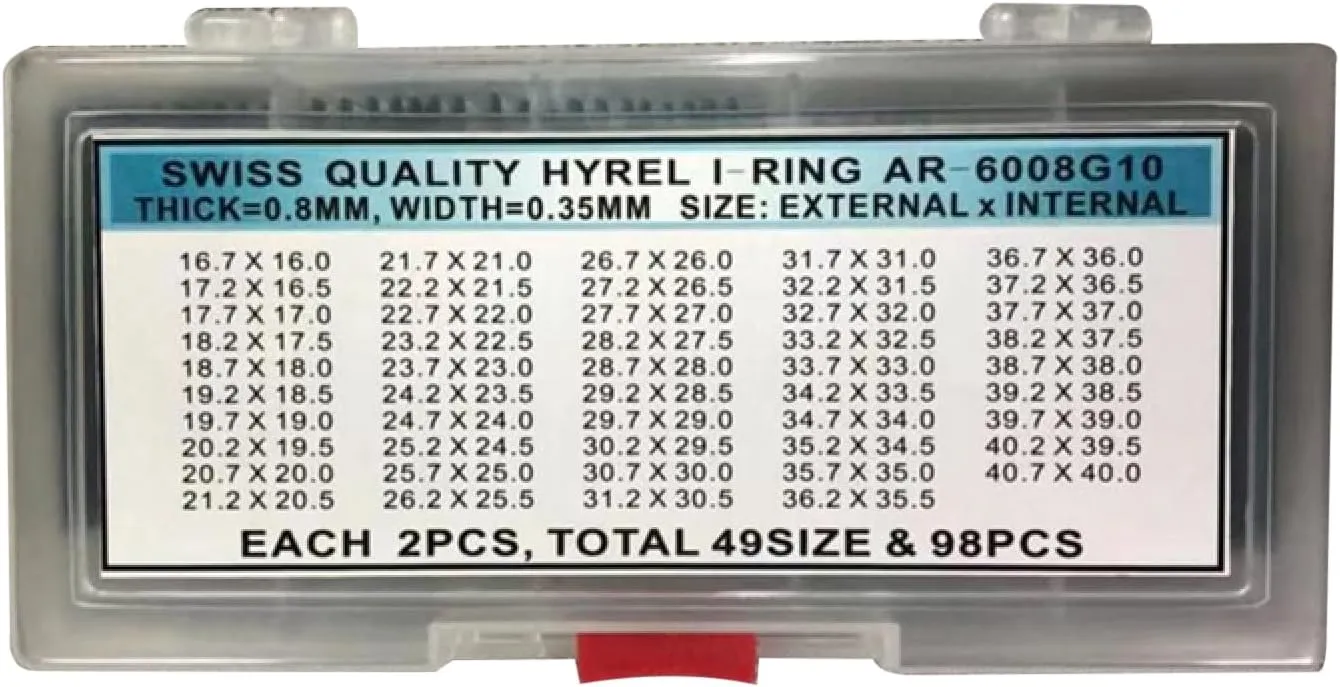 SWISS QUALITY HYREL I-RING AR-6008G10
THICK=0.8MM, WIDTH=0.35MM SIZE: EXTERNAL x INTERNAL
16.7 X 16.0 21.7 X 21.0 26.7 X 26.0 31.7 X 31.0 36.7 X 36.0
17.2 X 16.5 22.2 X 21.5 27.2 X 26.5 32.2 X 31.5 37.2 X 36.5
17.7 X 17.0 22.7 X 22.0 27.7 X 27.0 32.7 X 32.0 37.7 X 37.0
18.2 X 17.5 23.2 X 22.5 28.2 X 27.5 33.2 X 32.5 38.2 X 37.5
18.7 X 18.0 23.7 X 23.0 28.7 X 28.0 33.7 X 33.0 38.7 X 38.0
19.2 X 18.5 24.2 X 23.5 29.2 X 28.5 34.2 X 33.5 39.2 X 38.5
19.7 X 19.0 24.7 X 24.0 29.7 X 29.0 34.7 X 34.0 39.7 X 39.0
20.2 X 19.5 25.2 X 24.5 30.2 X 29.5 35.2 X 34.5 40.2 X 39.5
20.7 X 20.0 25.7 X 25.0 30.7 X 30.0 35.7 X 35.0 40.7 X 40.0
21.2 X 20.5 26.2 X 25.5 31.2 X 30.5 36.2 X 35.5
EACH 2PCS, TOTAL 49SIZE & 98PCS